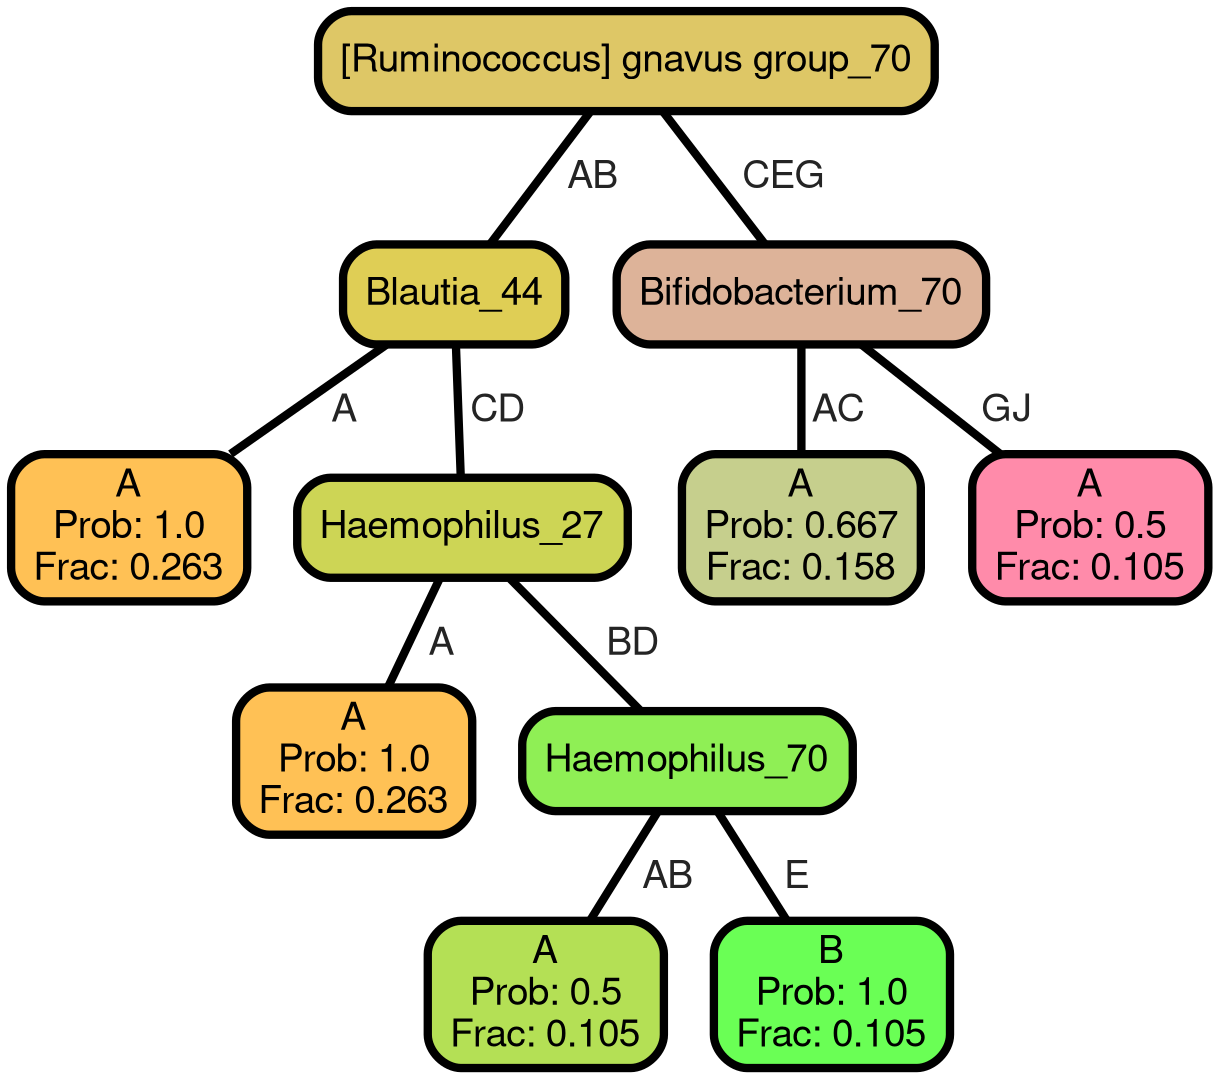 [Ruminococcus] gnavus group_70
AB
CEG
Blautia_44
Bifidobacterium_70
A
CD
AC
GJ
A
Prob: 1.0
Frac: 0.263
Haemophilus_27
A
Prob: 0.667
Frac: 0.158
A
Prob: 0.5
Frac: 0.105
A
BD
A
Prob: 1.0
Frac: 0.263
Haemophilus_70
AB
E
A
Prob: 0.5
Frac: 0.105
B
Prob: 1.0
Frac: 0.105